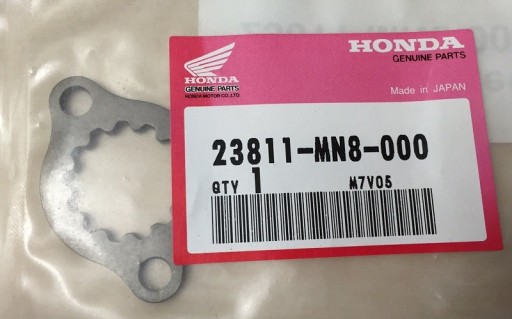 HONDA
GENUINE PARTS
HONDA
GENUINE PARTS
HONDA MOTOR CO.,LTD
Made in JAPAN
23811-MN8-000
QTY 1 M7V05